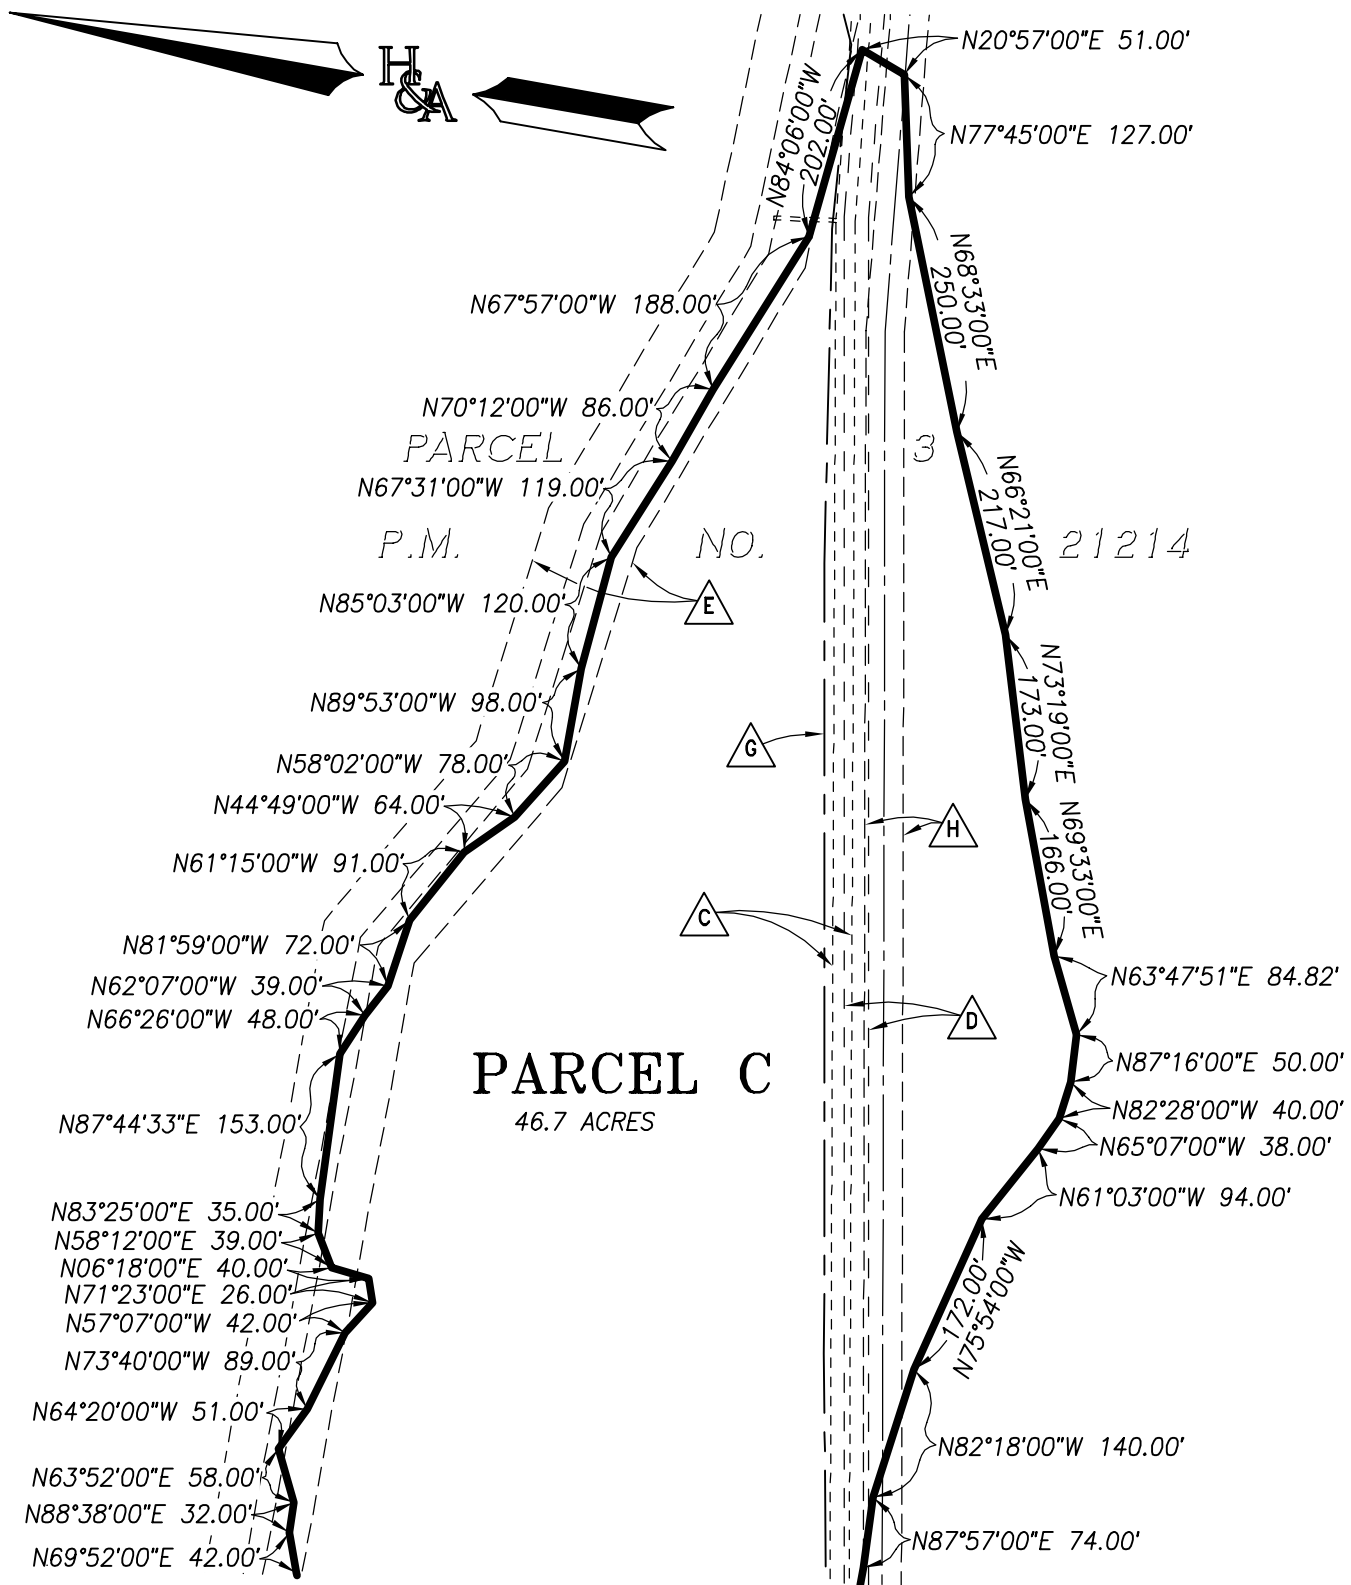 H&A
N20°57'00"E 51.00'
N84°06'00"W
202.00'
N77°45'00"E 127.00'
N68°33'00"E
250.00'
N67°57'00"W 188.00'
N70°12'00"W 86.00'
PARCEL 3
N67°31'00"W 119.00'
N66°21'00"E
217.00'
P.M. NO. 21214
N85°03'00"W 120.00'
E
N89°53'00"W 98.00'
N73°19'00"E
173.00'
G
N58°02'00"W 78.00'
N44°49'00"W 64.00'
H
N69°33'00"E
166.00'
N61°15'00"W 91.00'
C
N81°59'00"W 72.00'
N62°07'00"W 39.00'
N63°47'51"E 84.82'
N66°26'00"W 48.00'
D
N87°16'00"E 50.00'
PARCEL C
46.7 ACRES
N82°28'00"W 40.00'
N87°44'33"E 153.00'
N65°07'00"W 38.00'
N61°03'00"W 94.00'
N83°25'00"E 35.00'
N58°12'00"E 39.00'
N06°18'00"E 40.00'
N71°23'00"E 26.00'
172.00'
N75°54'00"W
N57°07'00"W 42.00'
N73°40'00"W 89.00'
N64°20'00"W 51.00'
N82°18'00"W 140.00'
N63°52'00"E 58.00'
N88°38'00"E 32.00'
N87°57'00"E 74.00'
N69°52'00"E 42.00'